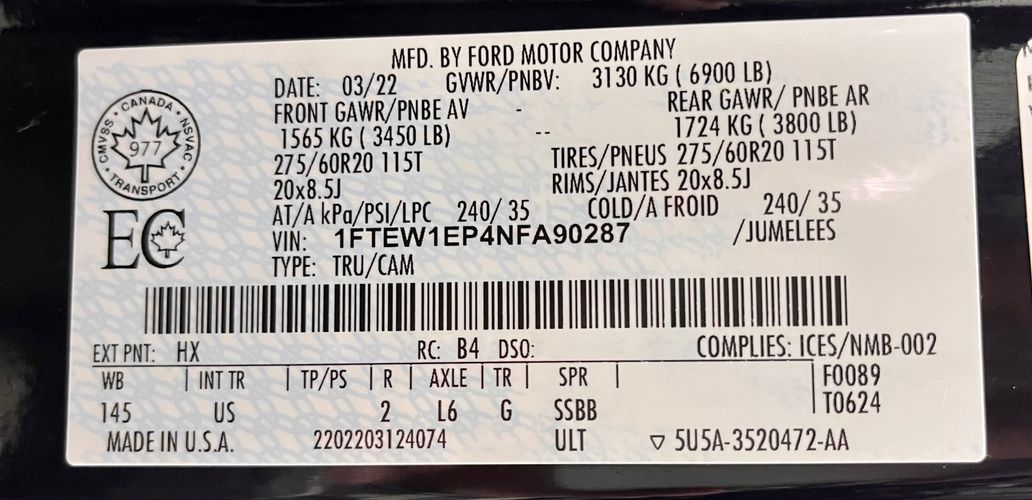 MFD. BY FORD MOTOR COMPANY
DATE: 03/22 GVWR/PNBV: 3130 KG ( 6900 LB)
FRONT GAWR/PNBE AV - REAR GAWR/ PNBE AR
1565 KG ( 3450 LB) -- 1724 KG ( 3800 LB)
275/60R20 115T TIRES/PNEUS 275/60R20 115T
20x8.5J RIMS/JANTES 20x8.5J
AT/A kPa/PSI/LPC 240/ 35 COLD/A FROID 240/ 35
VIN: 1FTEW1EP4NFA90287 /JUMELEES
TYPE: TRU/CAM
CANADA
CMVSS · NSVAC
977
TRANSPORT
EC
EXT PNT: HX RC: B4 DSO: COMPLIES: ICES/NMB-002
WB | INT TR | TP/PS | R | AXLE | TR | SPR | F0089
145 US 2 L6 G SSBB T0624
MADE IN U.S.A. 2202203124074 ULT ▽ 5U5A-3520472-AA